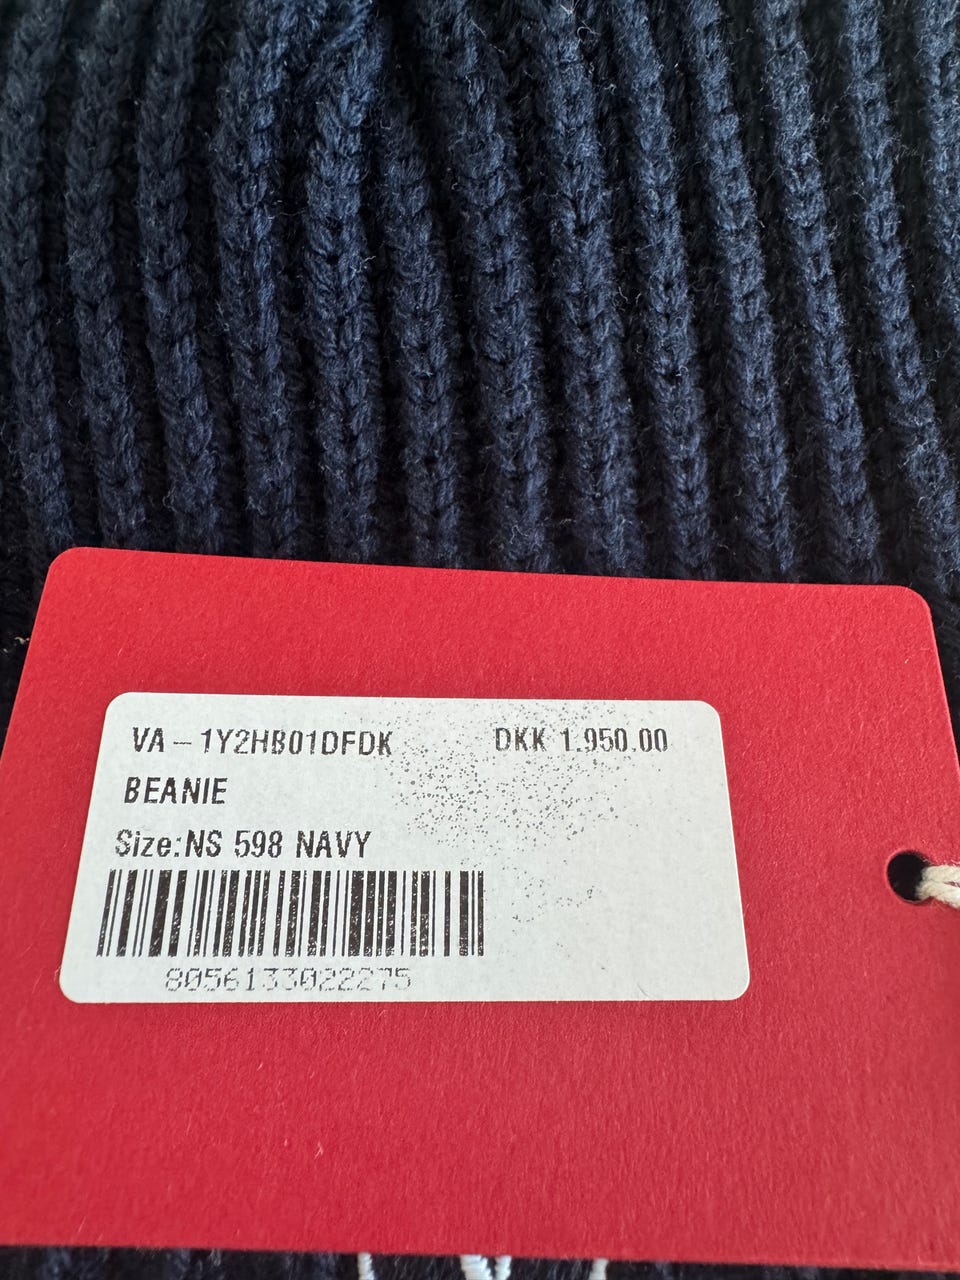 VA - 1Y2HB01DFDK DKK 1.950.00
BEANIE
Size:NS 598 NAVY
8056133022275